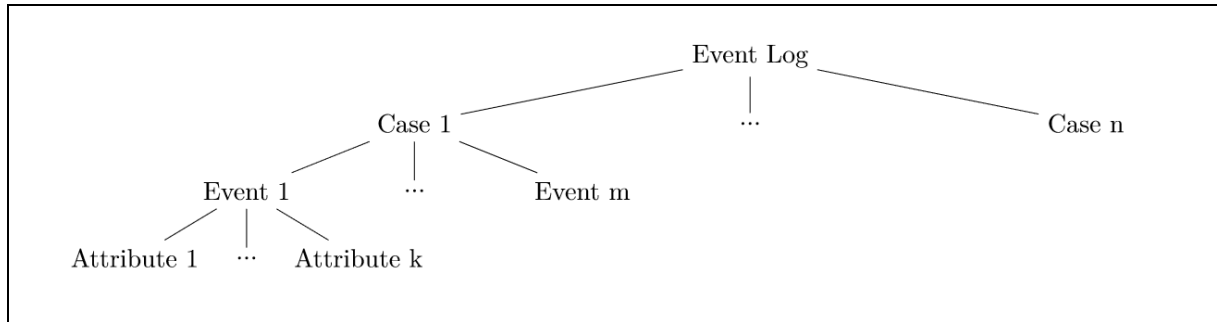 Event Log
Case 1 ... Case n
Event 1 ... Event m
Attribute 1 ... Attribute k